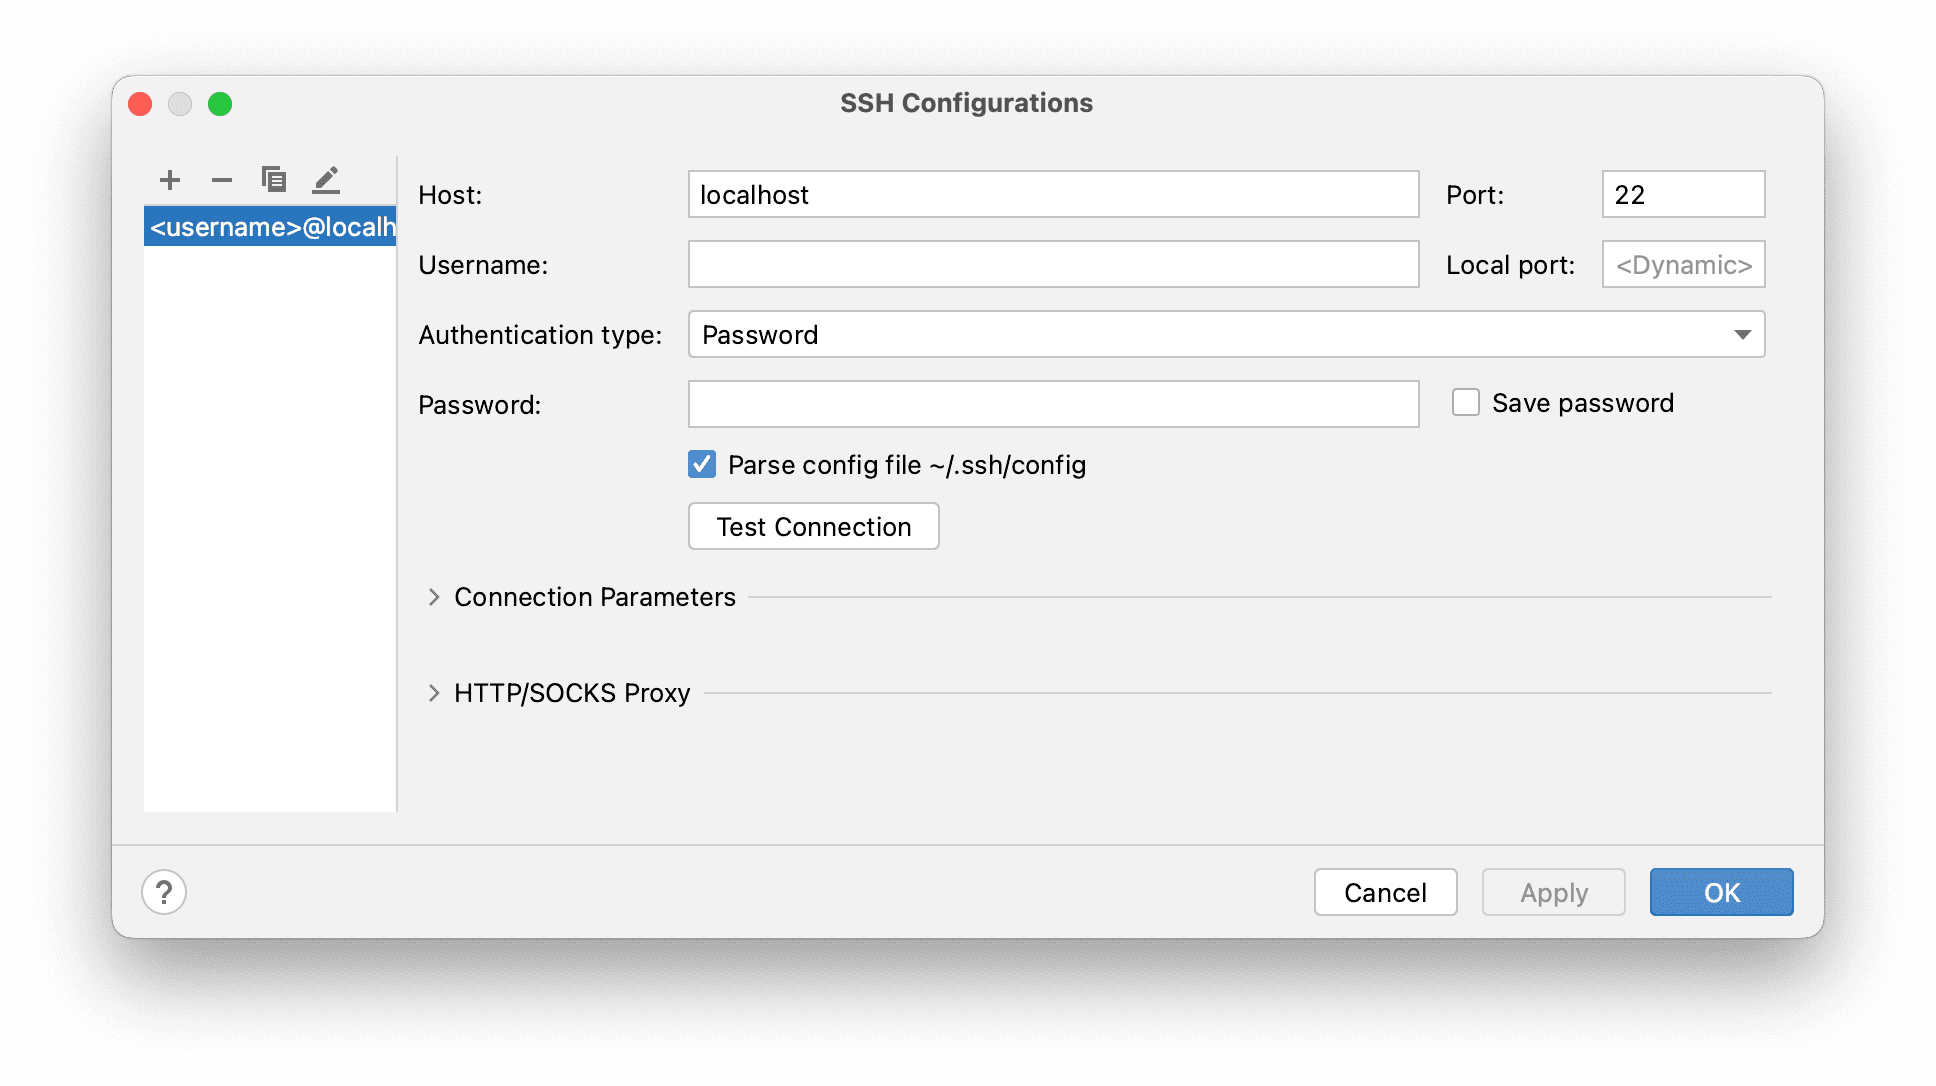 SSH Configurations
<username>@localh
Host:
localhost
Port:
22
Username:
Local port:
<Dynamic>
Authentication type:
Password
Password:
Save password
Parse config file ~/.ssh/config
Test Connection
Connection Parameters
HTTP/SOCKS Proxy
?
Cancel
Apply
OK